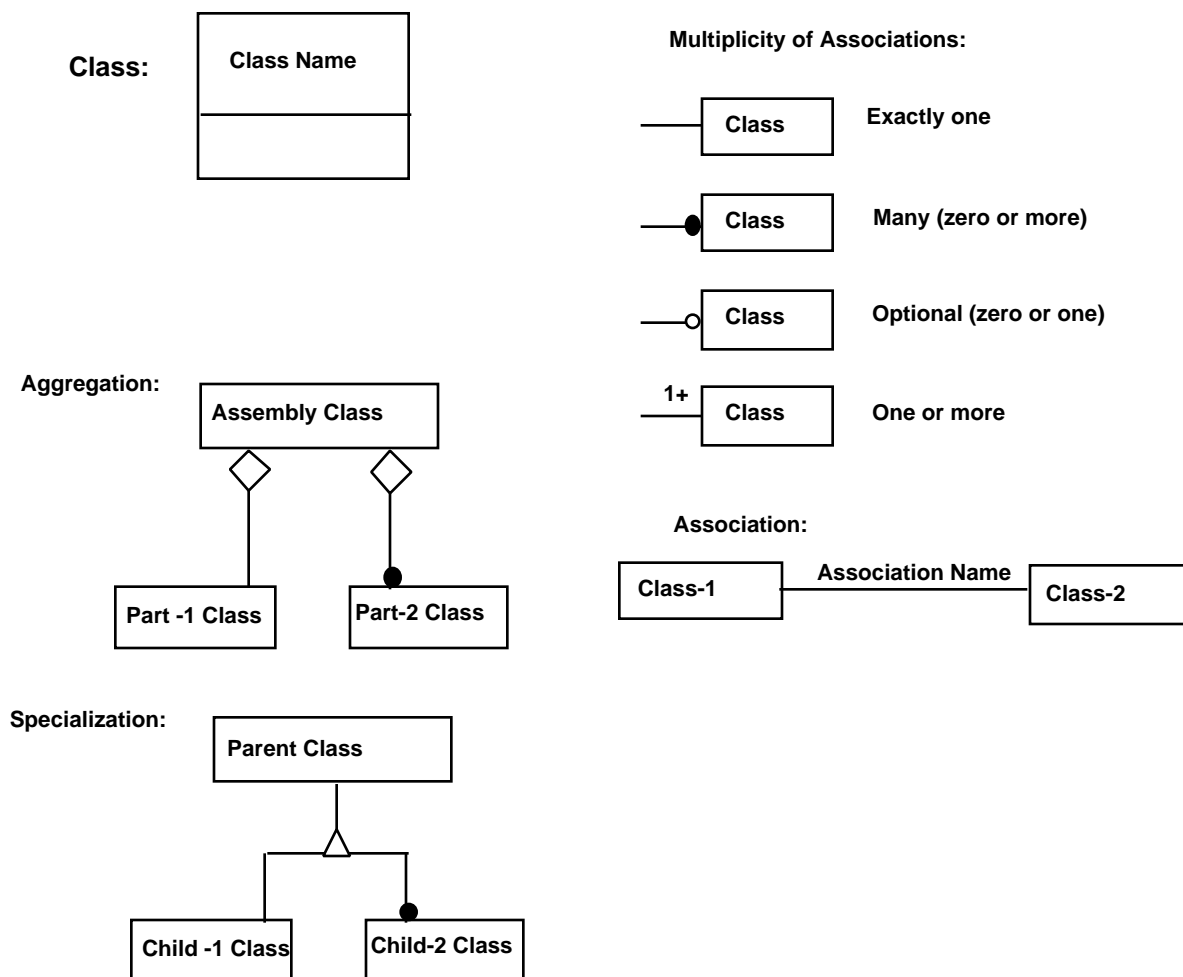 Class:
Class Name
Aggregation:
Assembly Class
Part -1 Class
Part-2 Class
Specialization:
Parent Class
Child -1 Class
Child-2 Class
Multiplicity of Associations:
Class
Exactly one
Class
Many (zero or more)
Class
Optional (zero or one)
1+
Class
One or more
Association:
Class-1
Association Name
Class-2